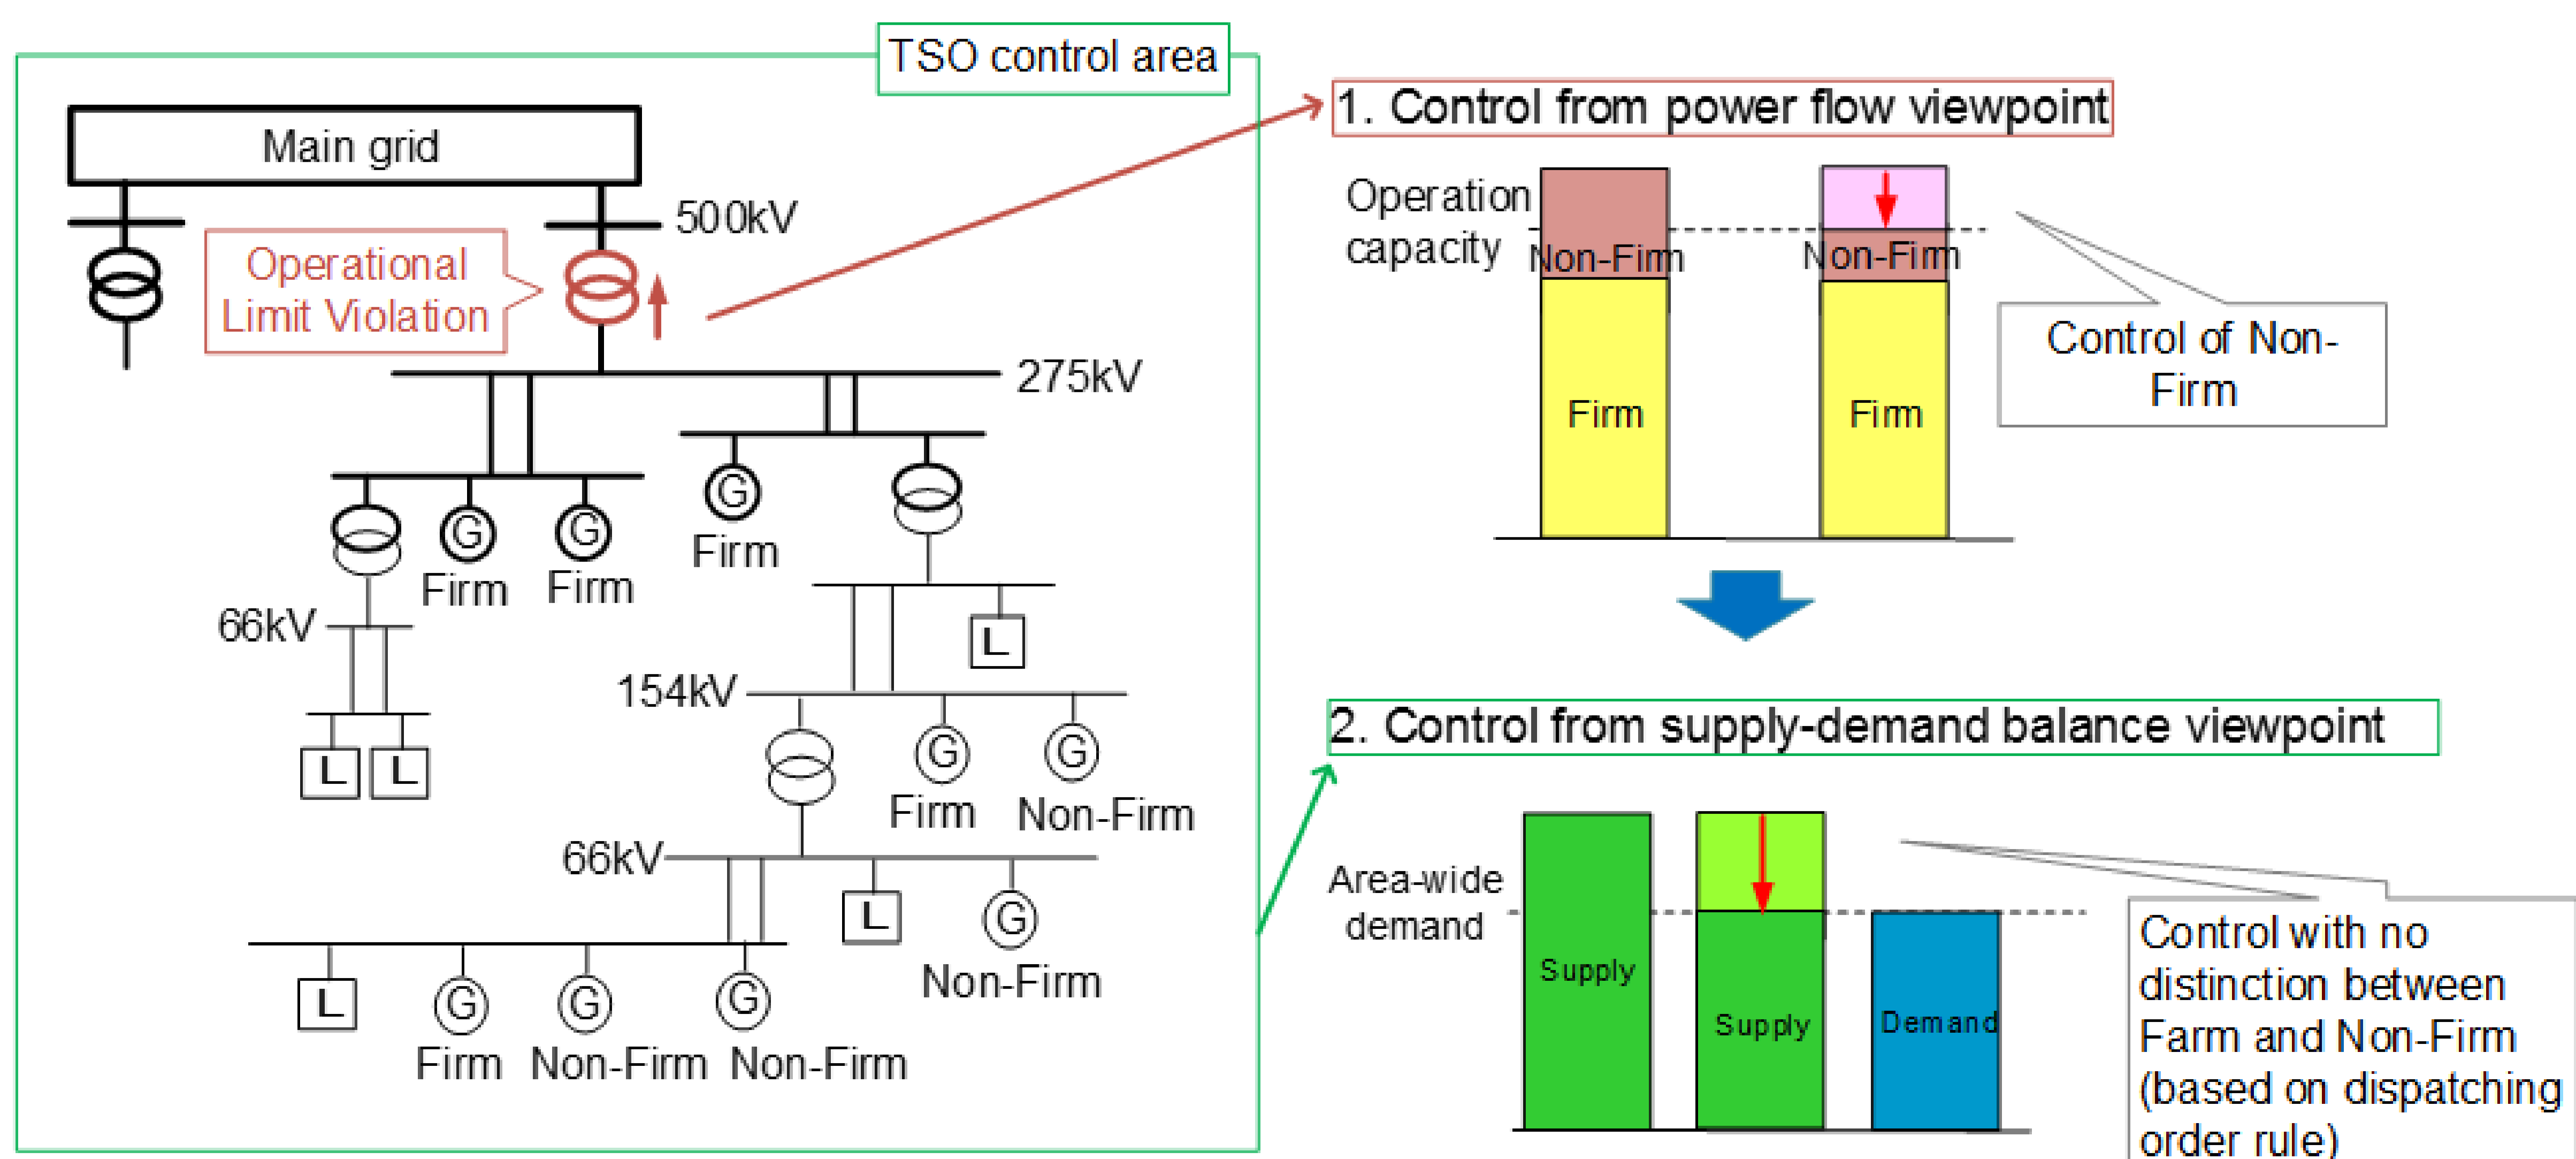 TSO control area
Main grid
500kV
Operational
Limit Violation
275kV
G
Firm
G
Firm
G
Firm
66kV
L
L
L
154kV
G
Firm
G
Non-Firm
66kV
L
G
Non-Firm
L
G
Firm
G
Non-Firm
G
Non-Firm
1. Control from power flow viewpoint
Operation
capacity
Non-Firm
Non-Firm
Firm
Firm
Control of Non-
Firm
2. Control from supply-demand balance viewpoint
Area-wide
demand
Supply
Supply
Demand
Control with no
distinction between
Farm and Non-Firm
(based on dispatching
order rule)